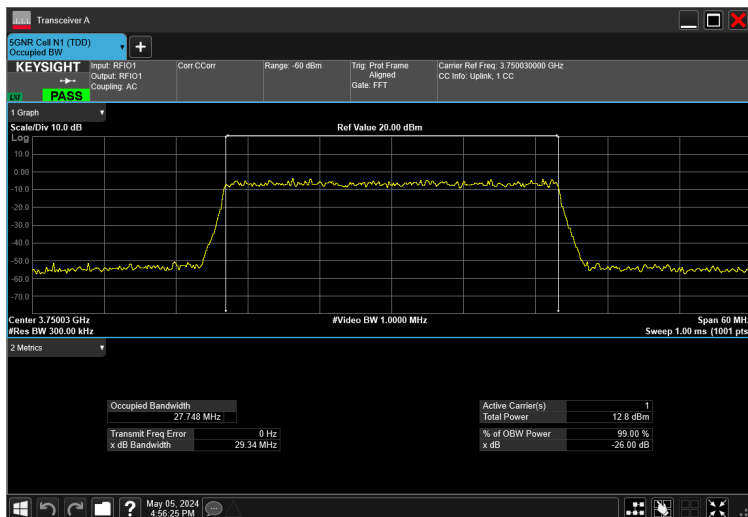 Transceiver A
5GNR Cell N1 (TDD)
Occupied BW
+
KEYSIGHT
LXI
PASS
Input: RFIO1
Output: RFIO1
Coupling: AC
Corr CCorr
Range: -60 dBm
Trig: Prot Frame
Aligned
Gate: FFT
Carrier Ref Freq: 3.750030000 GHz
CC Info: Uplink, 1 CC
1 Graph
Scale/Div 10.0 dB
Ref Value 20.00 dBm
Log
10.0
0.00
-10.0
-20.0
-30.0
-40.0
-50.0
-60.0
-70.0
Center 3.75003 GHz
#Video BW 1.0000 MHz
Span 60 MH
#Res BW 300.00 kHz
Sweep 1.00 ms (1001 pts
2 Metrics
Occupied Bandwidth
27.748 MHz
Transmit Freq Error 0 Hz
x dB Bandwidth 29.34 MHz
Active Carrier(s) 1
Total Power 12.8 dBm
% of OBW Power 99.00 %
x dB -26.00 dB
?
May 05, 2024
4:56:25 PM